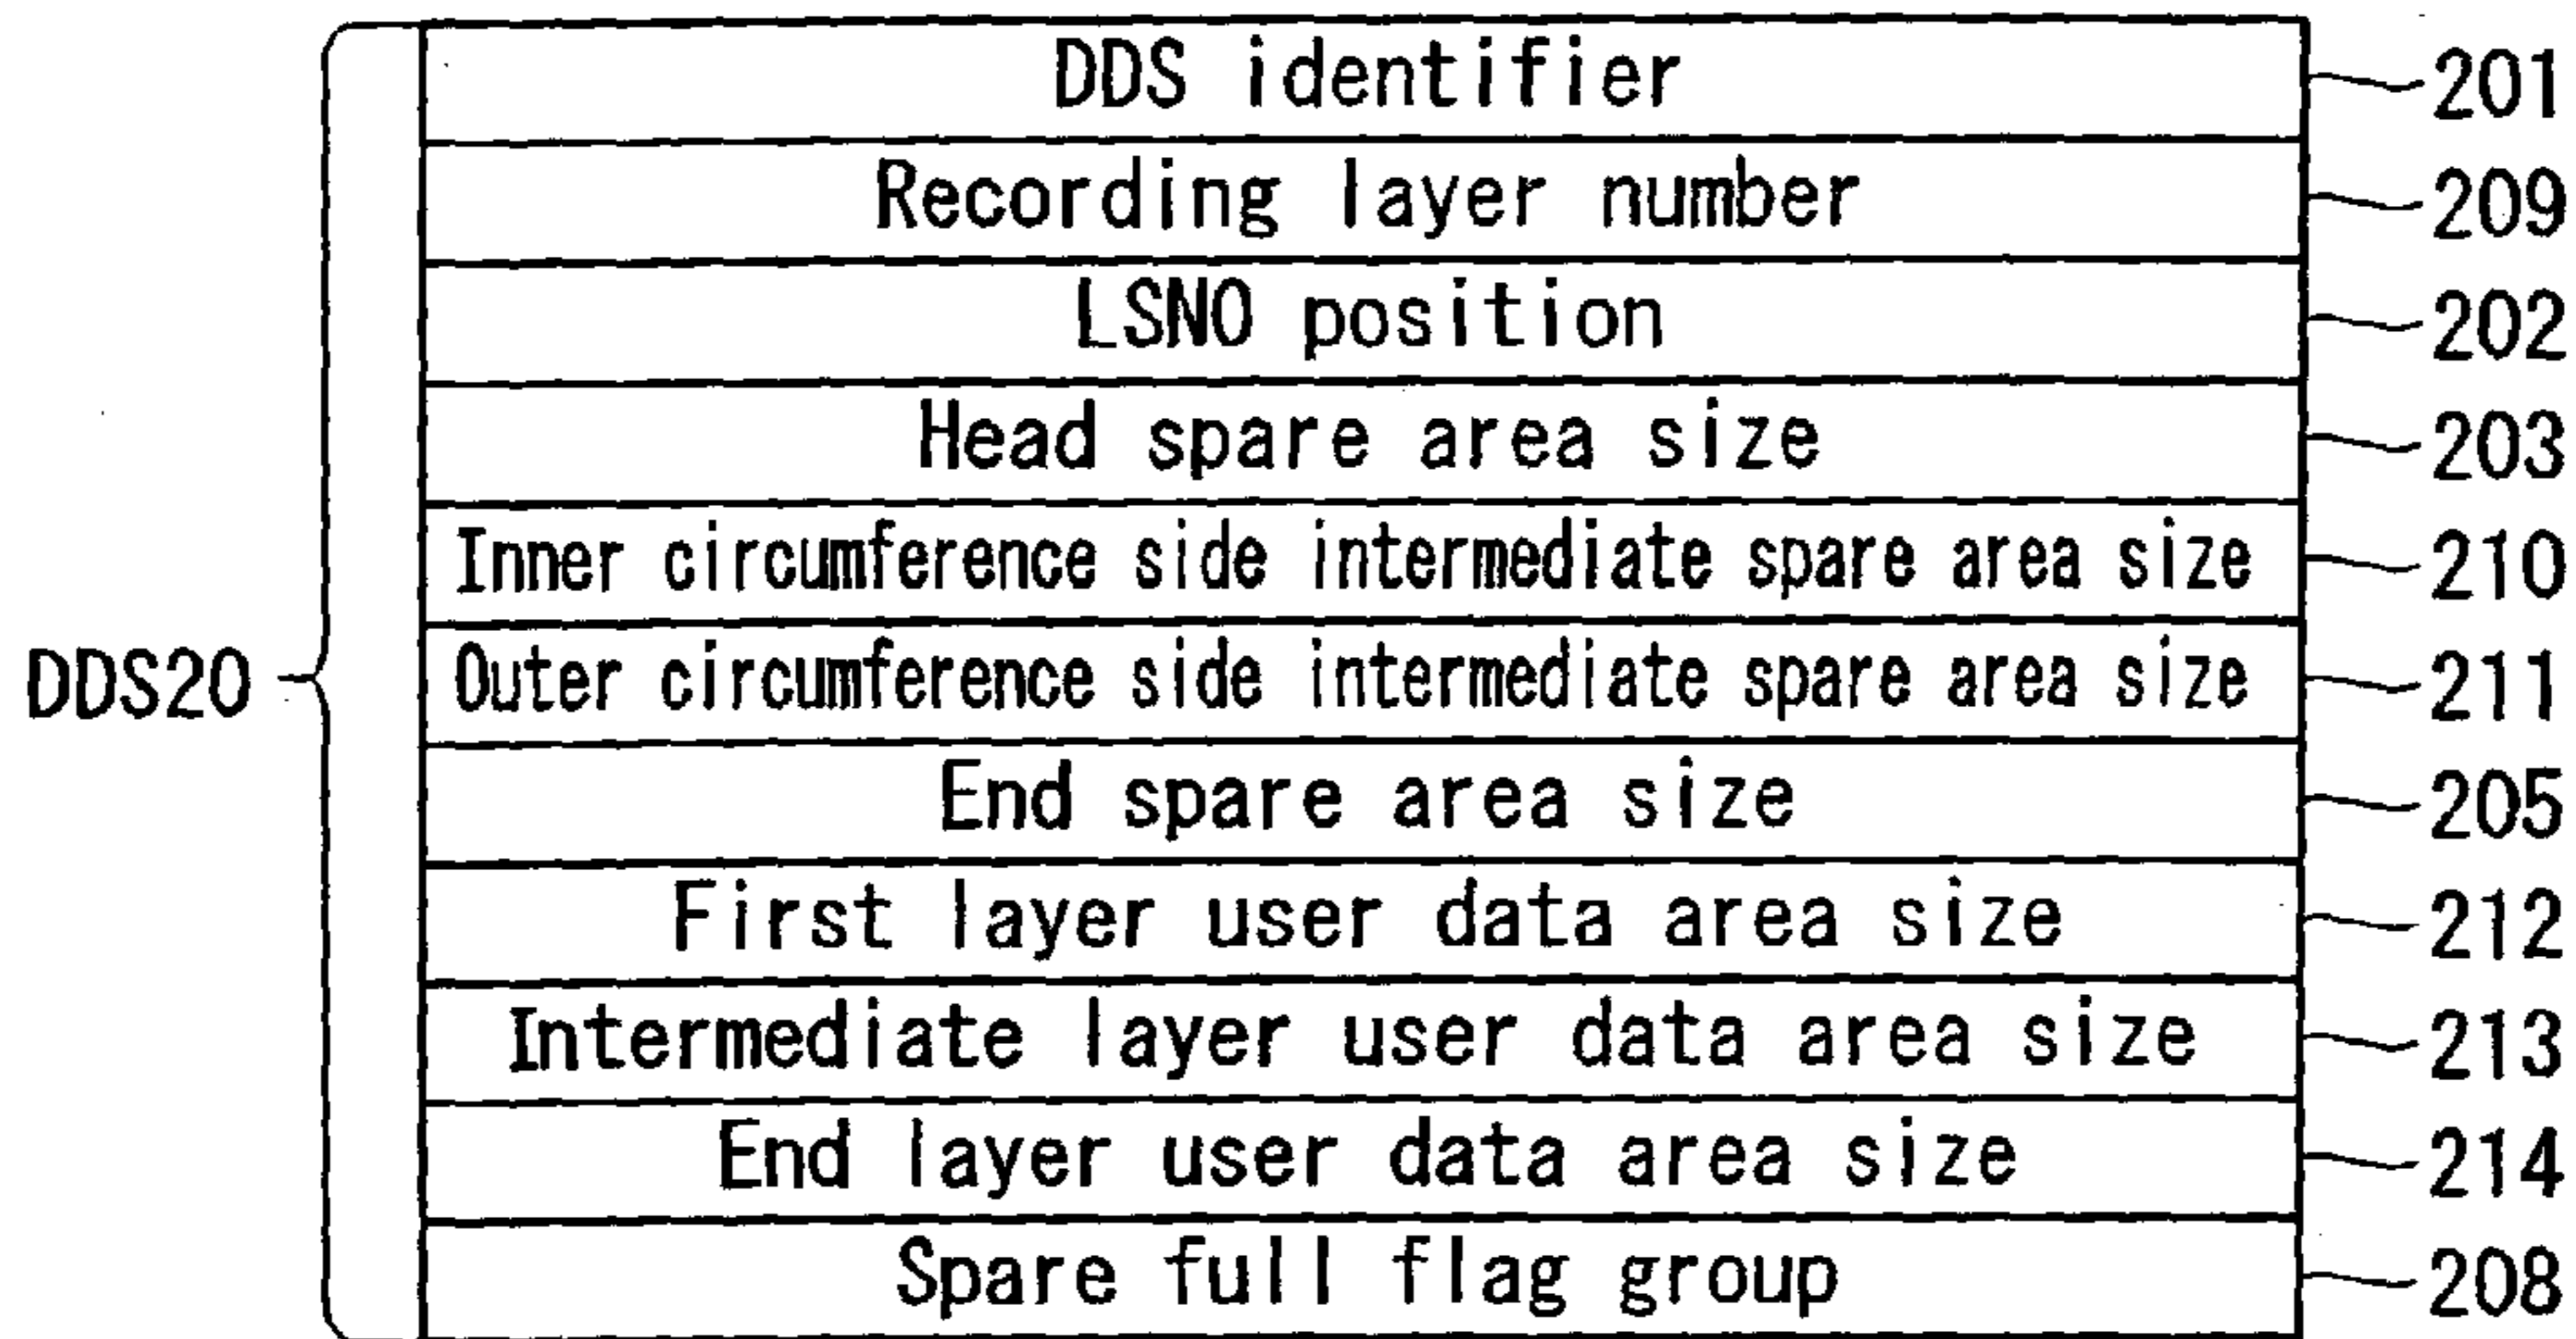 DDS identifier 201
Recording layer number 209
LSN0 position 202
Head spare area size 203
Inner circumference side intermediate spare area size 210
DDS20 Outer circumference side intermediate spare area size 211
End spare area size 205
First layer user data area size 212
Intermediate layer user data area size 213
End layer user data area size 214
Spare full flag group 208